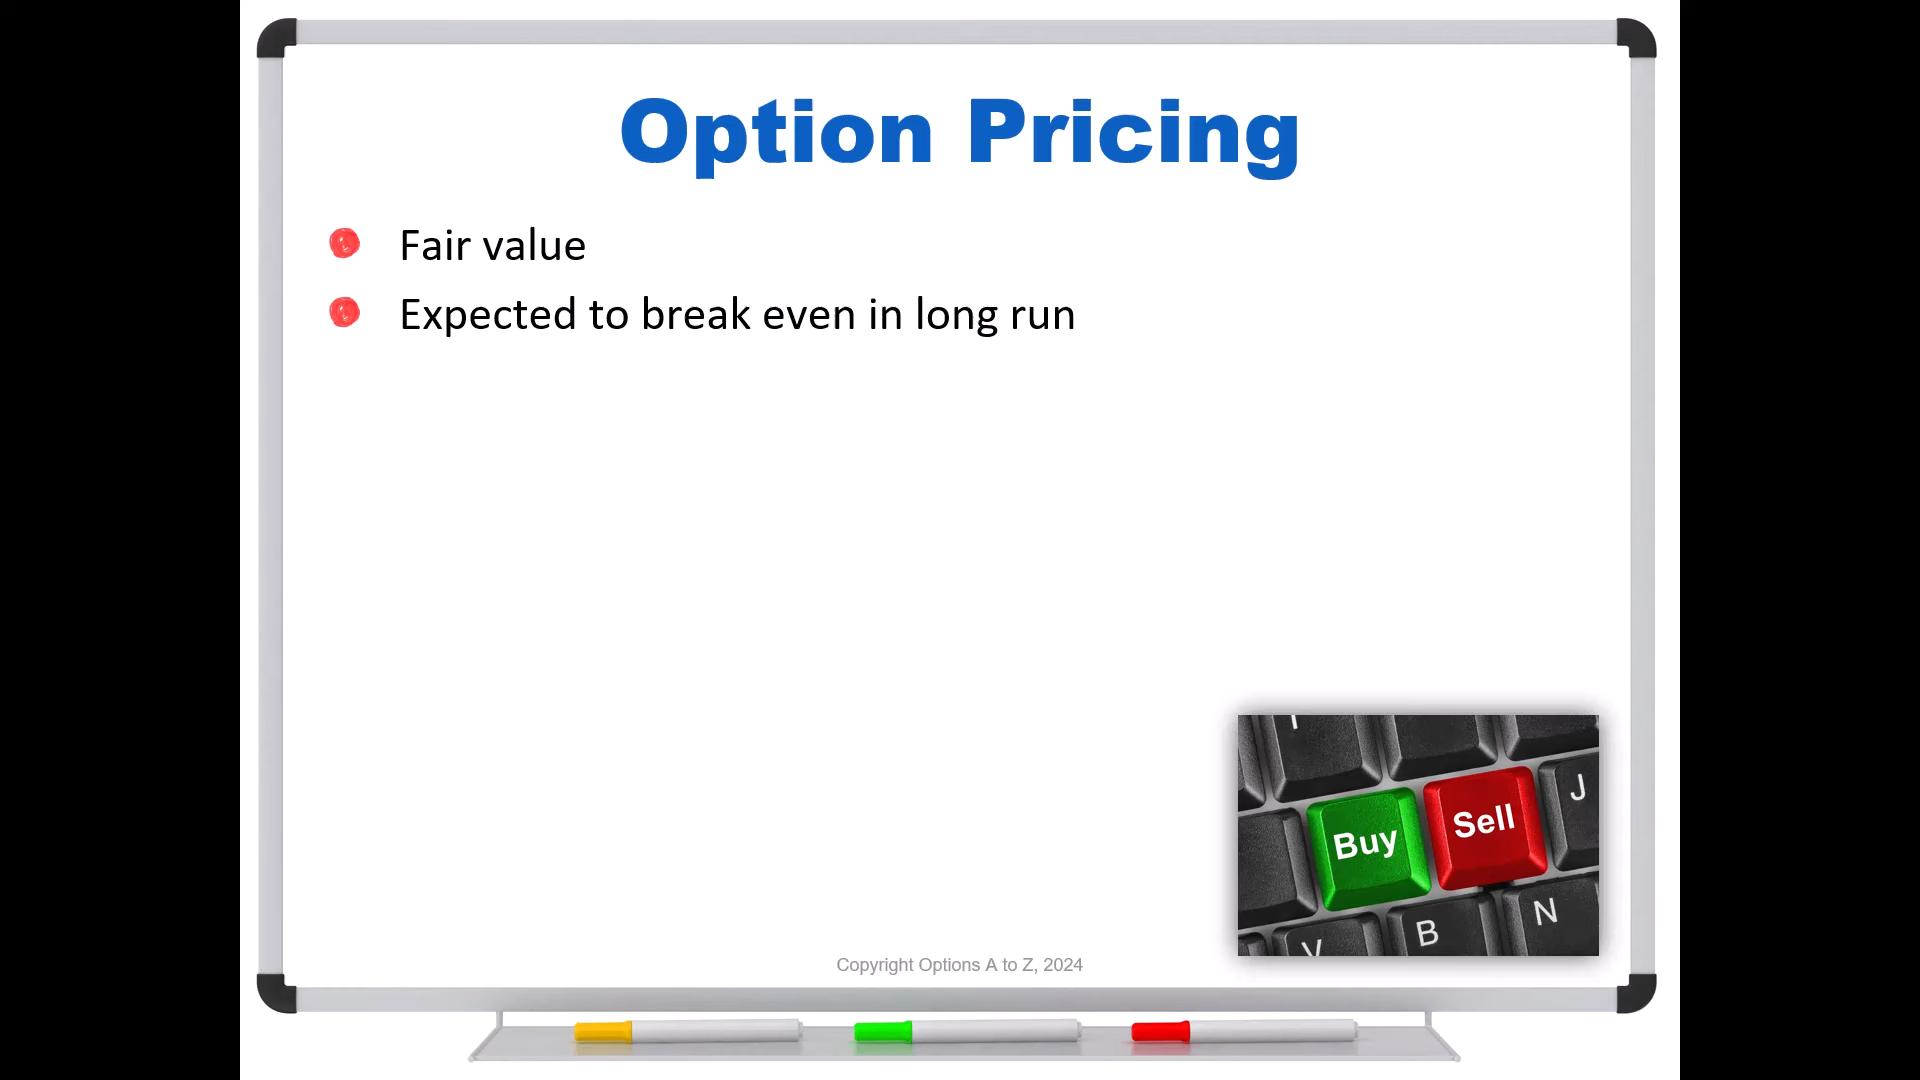 Option Pricing
Fair value
Expected to break even in long run
J
Buy
Sell
N
B
V
Copyright Options A to Z, 2024